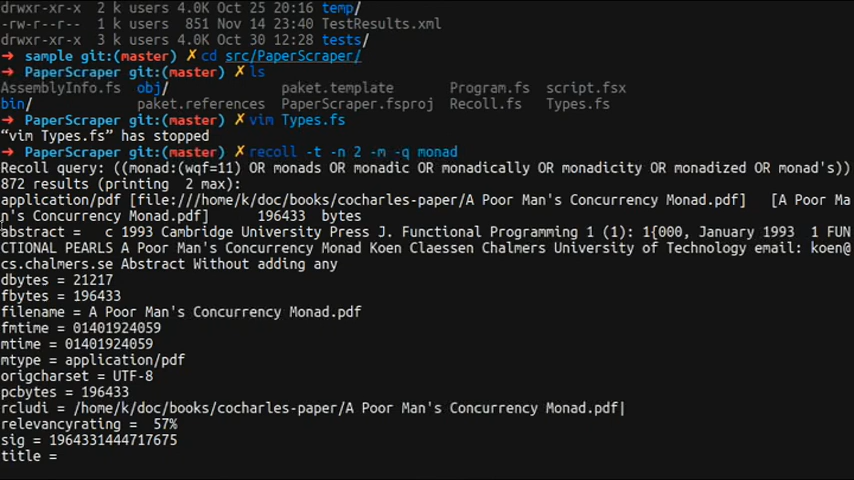 drwxr-xr-x  2 k users 4.0K Oct 25 20:16 temp/
-rw-r--r--  1 k users  851 Nov 14 23:40 TestResults.xml
drwxr-xr-x  3 k users 4.0K Oct 30 12:28 tests/
➜  sample git:(master) ✗ cd src/PaperScraper/
➜  PaperScraper git:(master) ✗ ls
AssemblyInfo.fs  obj/              paket.template       Program.fs  script.fsx
bin/             paket.references  PaperScraper.fsproj  Recoll.fs   Types.fs
➜  PaperScraper git:(master) ✗ vim Types.fs
“vim Types.fs” has stopped
➜  PaperScraper git:(master) ✗ recoll -t -n 2 -m -q monad
Recoll query: ((monad:(wqf=11) OR monads OR monadic OR monadically OR monadicity OR monadized OR monad's))
872 results (printing  2 max):
application/pdf [file:///home/k/doc/books/cocharles-paper/A Poor Man's Concurrency Monad.pdf]   [A Poor Ma
n's Concurrency Monad.pdf]      196433  bytes
abstract =   c 1993 Cambridge University Press J. Functional Programming 1 (1): 1{000, January 1993  1 FUN
CTIONAL PEARLS A Poor Man's Concurrency Monad Koen Claessen Chalmers University of Technology email: koen@
cs.chalmers.se Abstract Without adding any
dbytes = 21217
fbytes = 196433
filename = A Poor Man's Concurrency Monad.pdf
fmtime = 01401924059
mtime = 01401924059
mtype = application/pdf
origcharset = UTF-8
pcbytes = 196433
rcludi = /home/k/doc/books/cocharles-paper/A Poor Man's Concurrency Monad.pdf|
relevancyrating =  57%
sig = 1964331444717675
title =